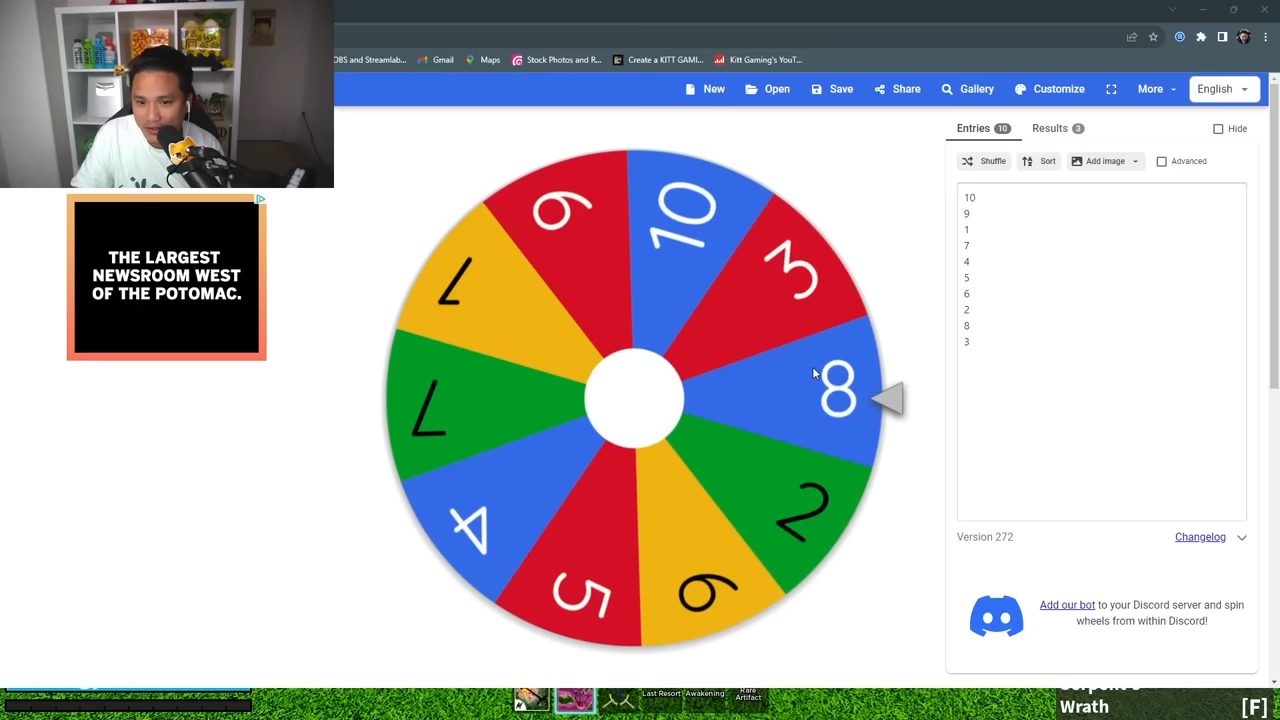 OBS and Streamlab...
Gmail
Maps
Stock Photos and R...
Create a KITT GAMI...
Kitt Gaming's YouT...
New
Open
Save
Share
Gallery
Customize
More
English
Entries 10
Results 3
Hide
Shuffle
Sort
Add image
Advanced
10
9
1
7
4
5
6
2
8
3
THE LARGEST
NEWSROOM WEST
OF THE POTOMAC.
10
3
8
2
6
5
4
7
1
9
Version 272
Changelog
Add our bot to your Discord server and spin
wheels from within Discord!
Last Resort
Awakening
Rare
Artifact
Wrath
[F]